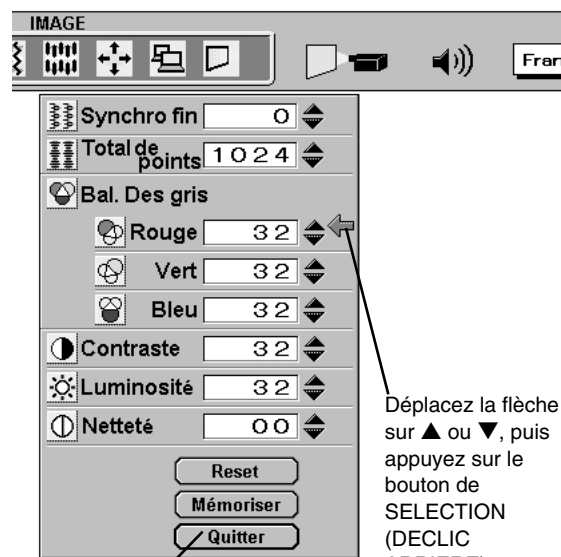 IMAGE
Fran
Synchro fin 0
Total de points 1024
Bal. Des gris
Rouge 32
Vert 32
Bleu 32
Contraste 32
Luminosité 32
Netteté 00
Reset
Mémoriser
Quitter
Déplacez la flèche
sur ▲ ou ▼, puis
appuyez sur le
bouton de
SELECTION
(DECLIC